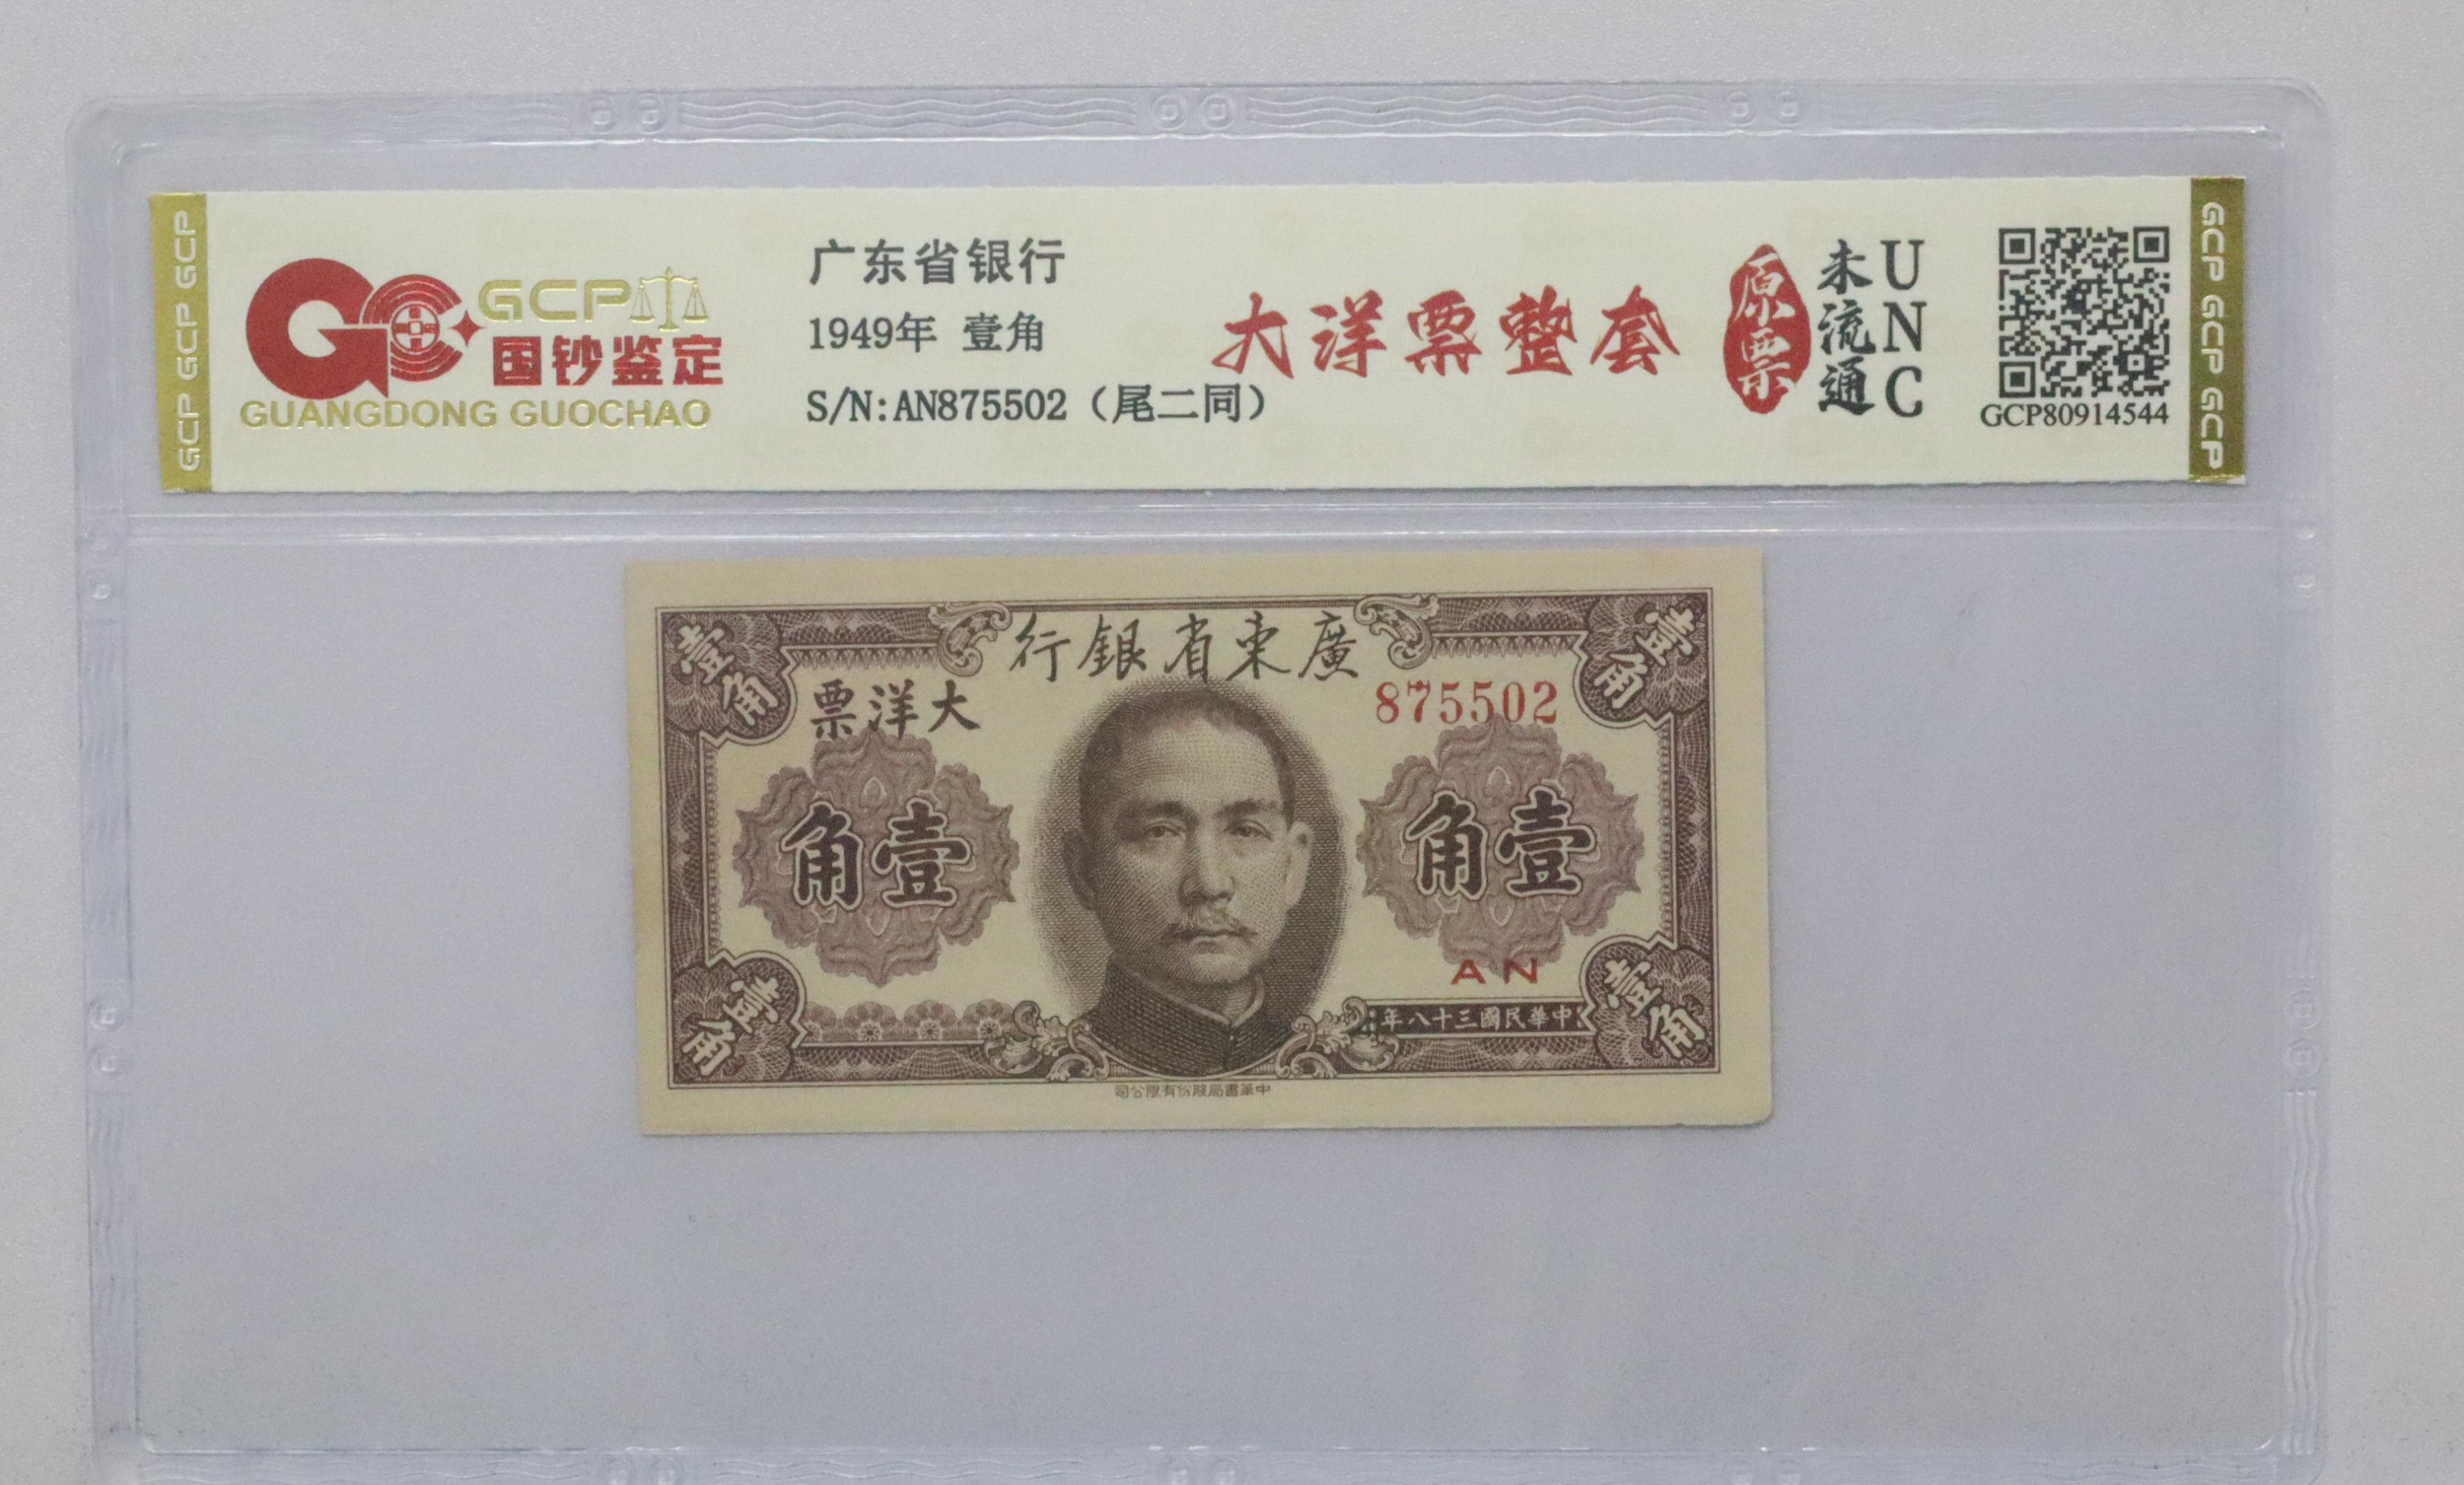 GCP GCP GCP
GCP
国钞鉴定
GUANGDONG GUOCHAO
广东省银行
1949年 壹角
S/N:AN875502（尾二同）
大洋票整套
原票
未流通
UNC
GCP80914544
GCP GCP GCP
行銀省東廣
壹角
壹角
票洋大
875502
角壹
角壹
AN
壹角
年八十三國民華中
壹角
司公限有份股局書華中